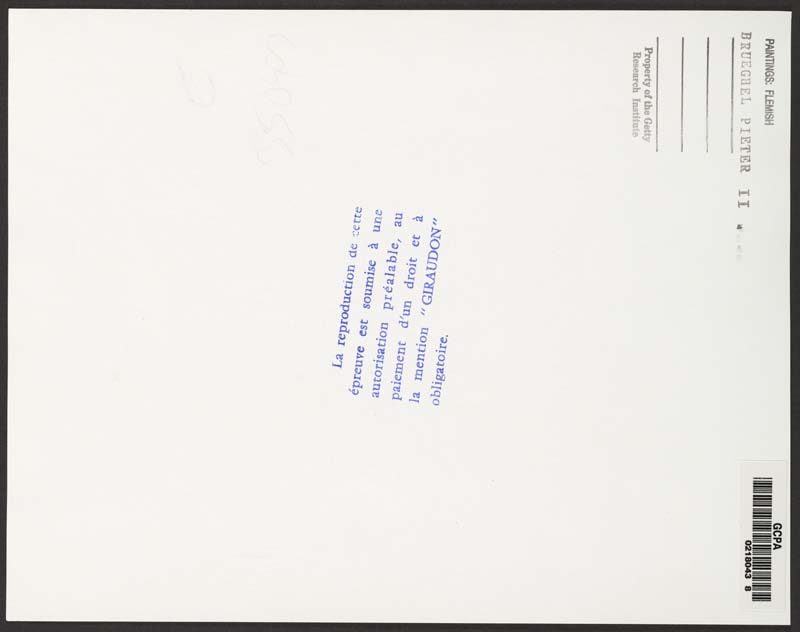 PAINTINGS: FLEMISH
BRUEGHEL PIETER II
Property of the Getty
Research Institute
La reproduction de cette
épreuve est soumise à une
autorisation préalable, au
paiement d'un droit et à
la mention "GIRAUDON"
obligatoire.
GCPA
0218043 8